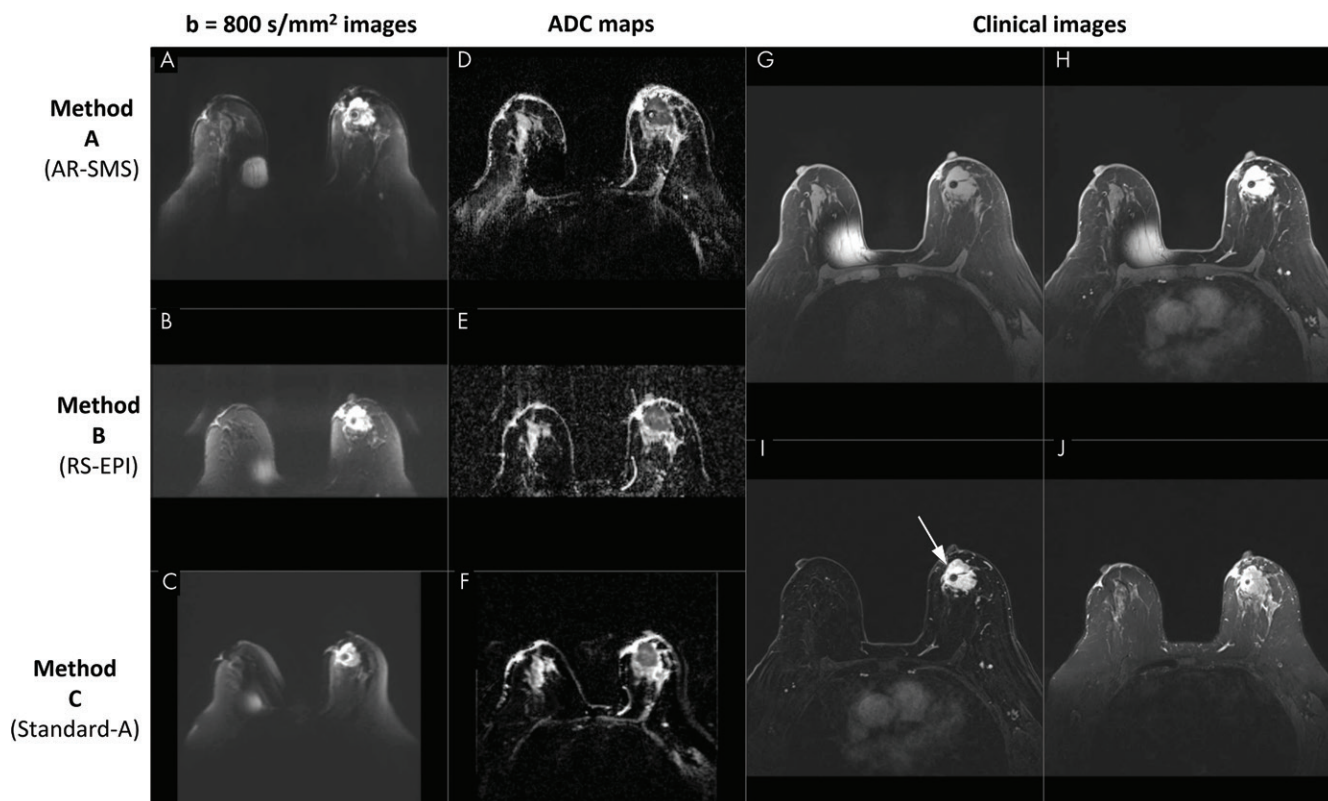 b = 800 s/mm² images
ADC maps
Clinical images
Method
A
(AR-SMS)
A
D
G
H
Method
B
(RS-EPI)
B
E
I
J
Method
C
(Standard-A)
C
F